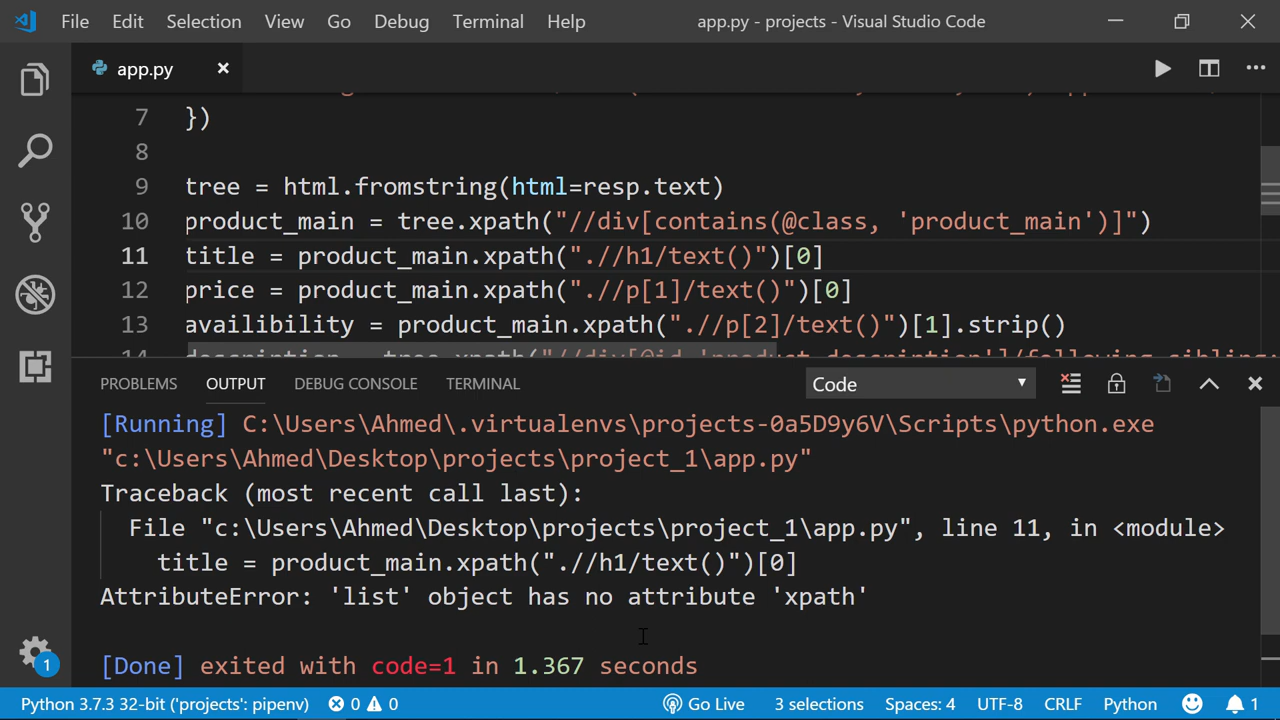 File Edit Selection View Go Debug Terminal Help app.py - projects - Visual Studio Code
app.py
7 })
8
9 tree = html.fromstring(html=resp.text)
10 product_main = tree.xpath("//div[contains(@class, 'product_main')]")
11 title = product_main.xpath(".//h1/text()")[0]
12 price = product_main.xpath(".//p[1]/text()")[0]
13 availibility = product_main.xpath(".//p[2]/text()")[1].strip()
PROBLEMS OUTPUT DEBUG CONSOLE TERMINAL Code
[Running] C:\Users\Ahmed\.virtualenvs\projects-0a5D9y6V\Scripts\python.exe
"c:\Users\Ahmed\Desktop\projects\project_1\app.py"
Traceback (most recent call last):
File "c:\Users\Ahmed\Desktop\projects\project_1\app.py", line 11, in <module>
title = product_main.xpath(".//h1/text()")[0]
AttributeError: 'list' object has no attribute 'xpath'
[Done] exited with code=1 in 1.367 seconds
1
Python 3.7.3 32-bit ('projects': pipenv) 0 0 Go Live 3 selections Spaces: 4 UTF-8 CRLF Python 1